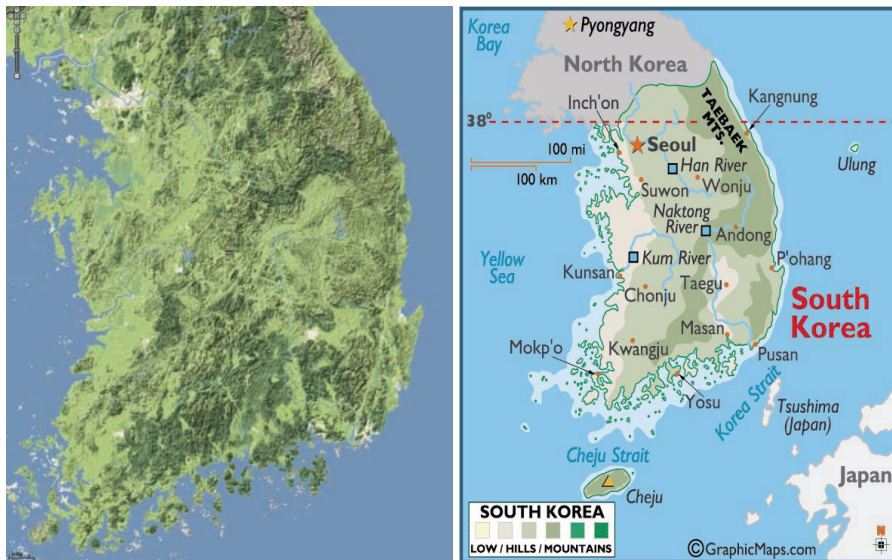 Korea
Bay
Pyongyang
North Korea
Inch'on
TAEBAEK
MTS.
Kangnung
38°
Seoul
100 mi
100 km
Han River
Ulung
Suwon
Wonju
Naktong
River
Andong
Yellow
Sea
Kum River
P'ohang
Kunsan
Taegu
Chonju
South
Korea
Masan
Kwangju
Mokp'o
Pusan
Yosu
Korea Strait
Tsushima
(Japan)
Cheju Strait
Japan
Cheju
SOUTH KOREA
LOW / HILLS / MOUNTAINS
N
©GraphicMaps.com